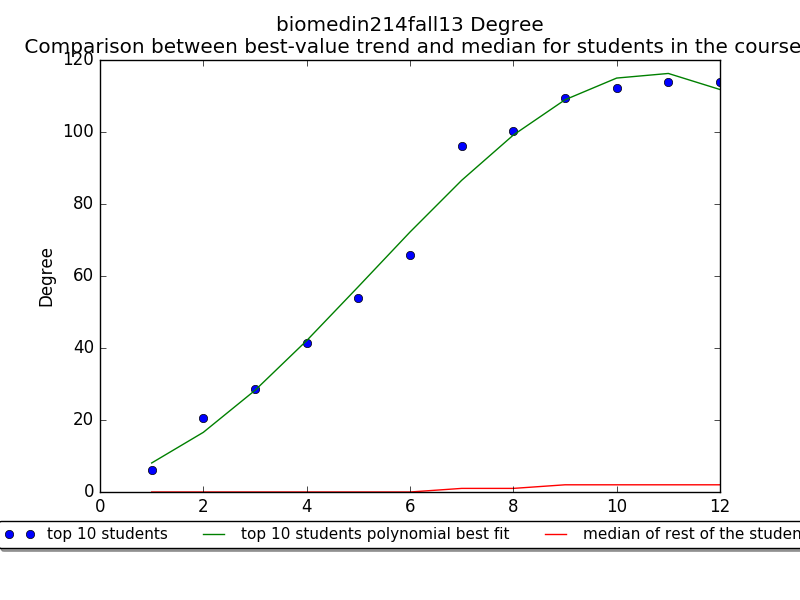 biomedin214fall13 Degree
Comparison between best-value trend and median for students in the course
120
100
80
60
40
20
0
Degree
0 2 4 6 8 10 12
top 10 students top 10 students polynomial best fit median of rest of the studen